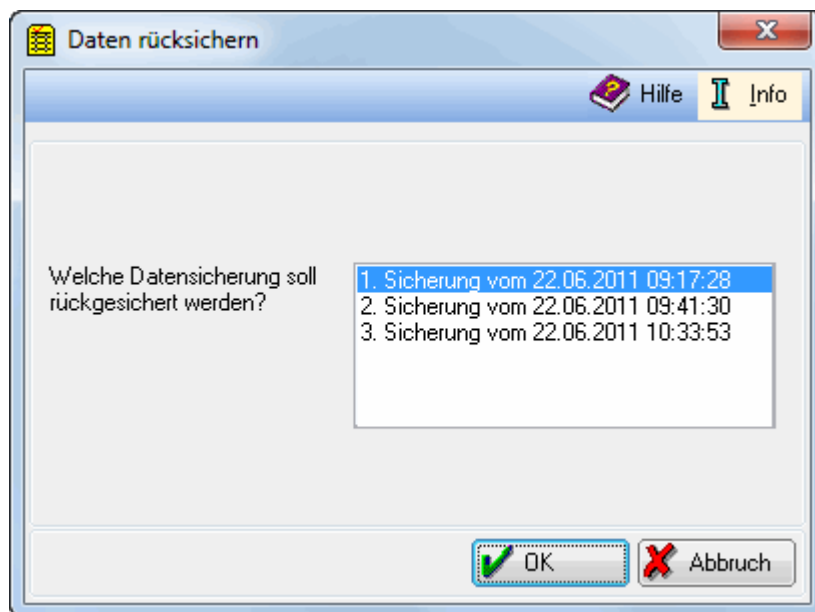 Daten rücksichern
Hilfe
Info
Welche Datensicherung soll
rückgesichert werden?
1. Sicherung vom 22.06.2011 09:17:28
2. Sicherung vom 22.06.2011 09:41:30
3. Sicherung vom 22.06.2011 10:33:53
OK
Abbruch